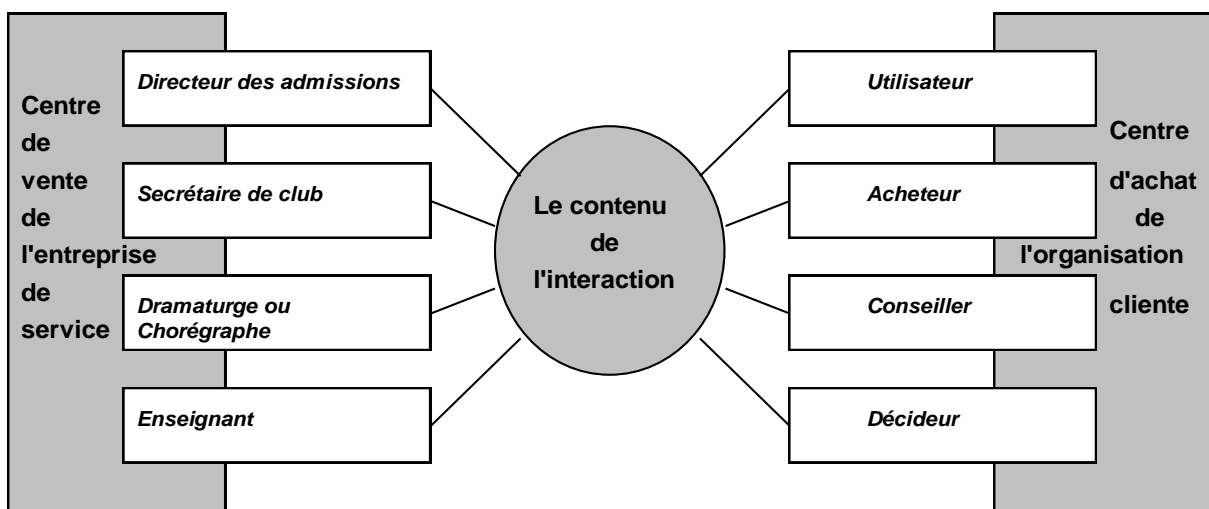 Centre
de
vente
de
l'entreprise
de
service
Directeur des admissions
Secrétaire de club
Dramaturge ou
Chorégraphe
Enseignant
Le contenu
de
l'interaction
Utilisateur
Acheteur
Conseiller
Décideur
Centre
d'achat
de
l'organisation
cliente